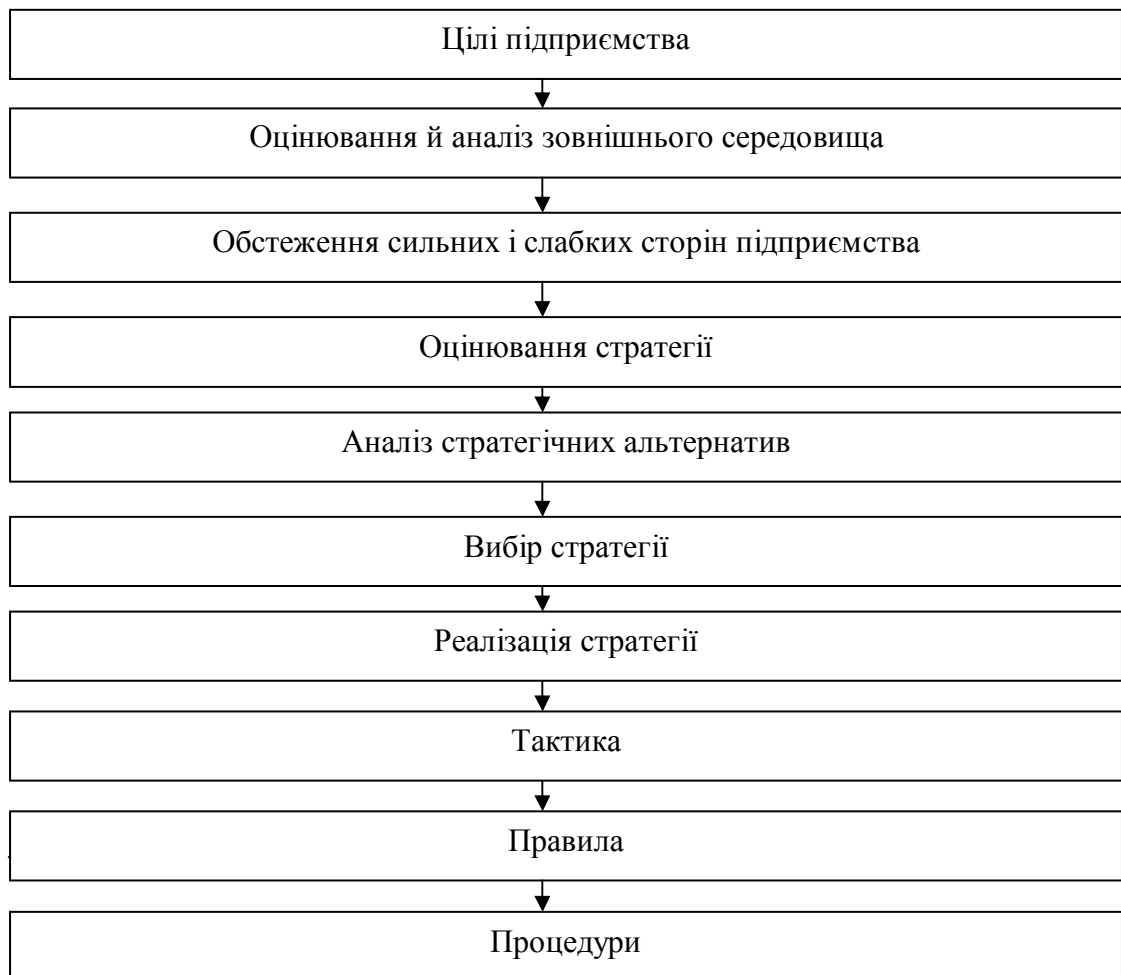 Цілі підприємства
Оцінювання й аналіз зовнішнього середовища
Обстеження сильних і слабких сторін підприємства
Оцінювання стратегії
Аналіз стратегічних альтернатив
Вибір стратегії
Реалізація стратегії
Тактика
Правила
Процедури